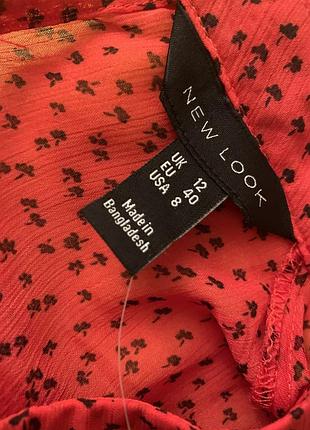 NEW LOOK
UK 12
EU 40
USA 8
Made in
Bangladesh